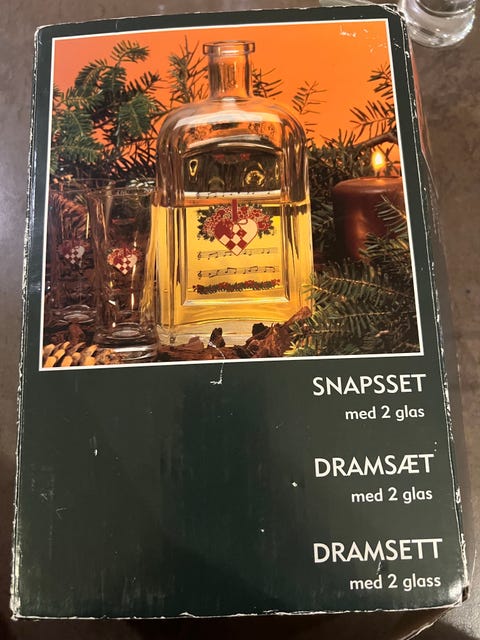 SNAPSSET
med 2 glas
DRAMSÆT
med 2 glas
DRAMSETT
med 2 glass